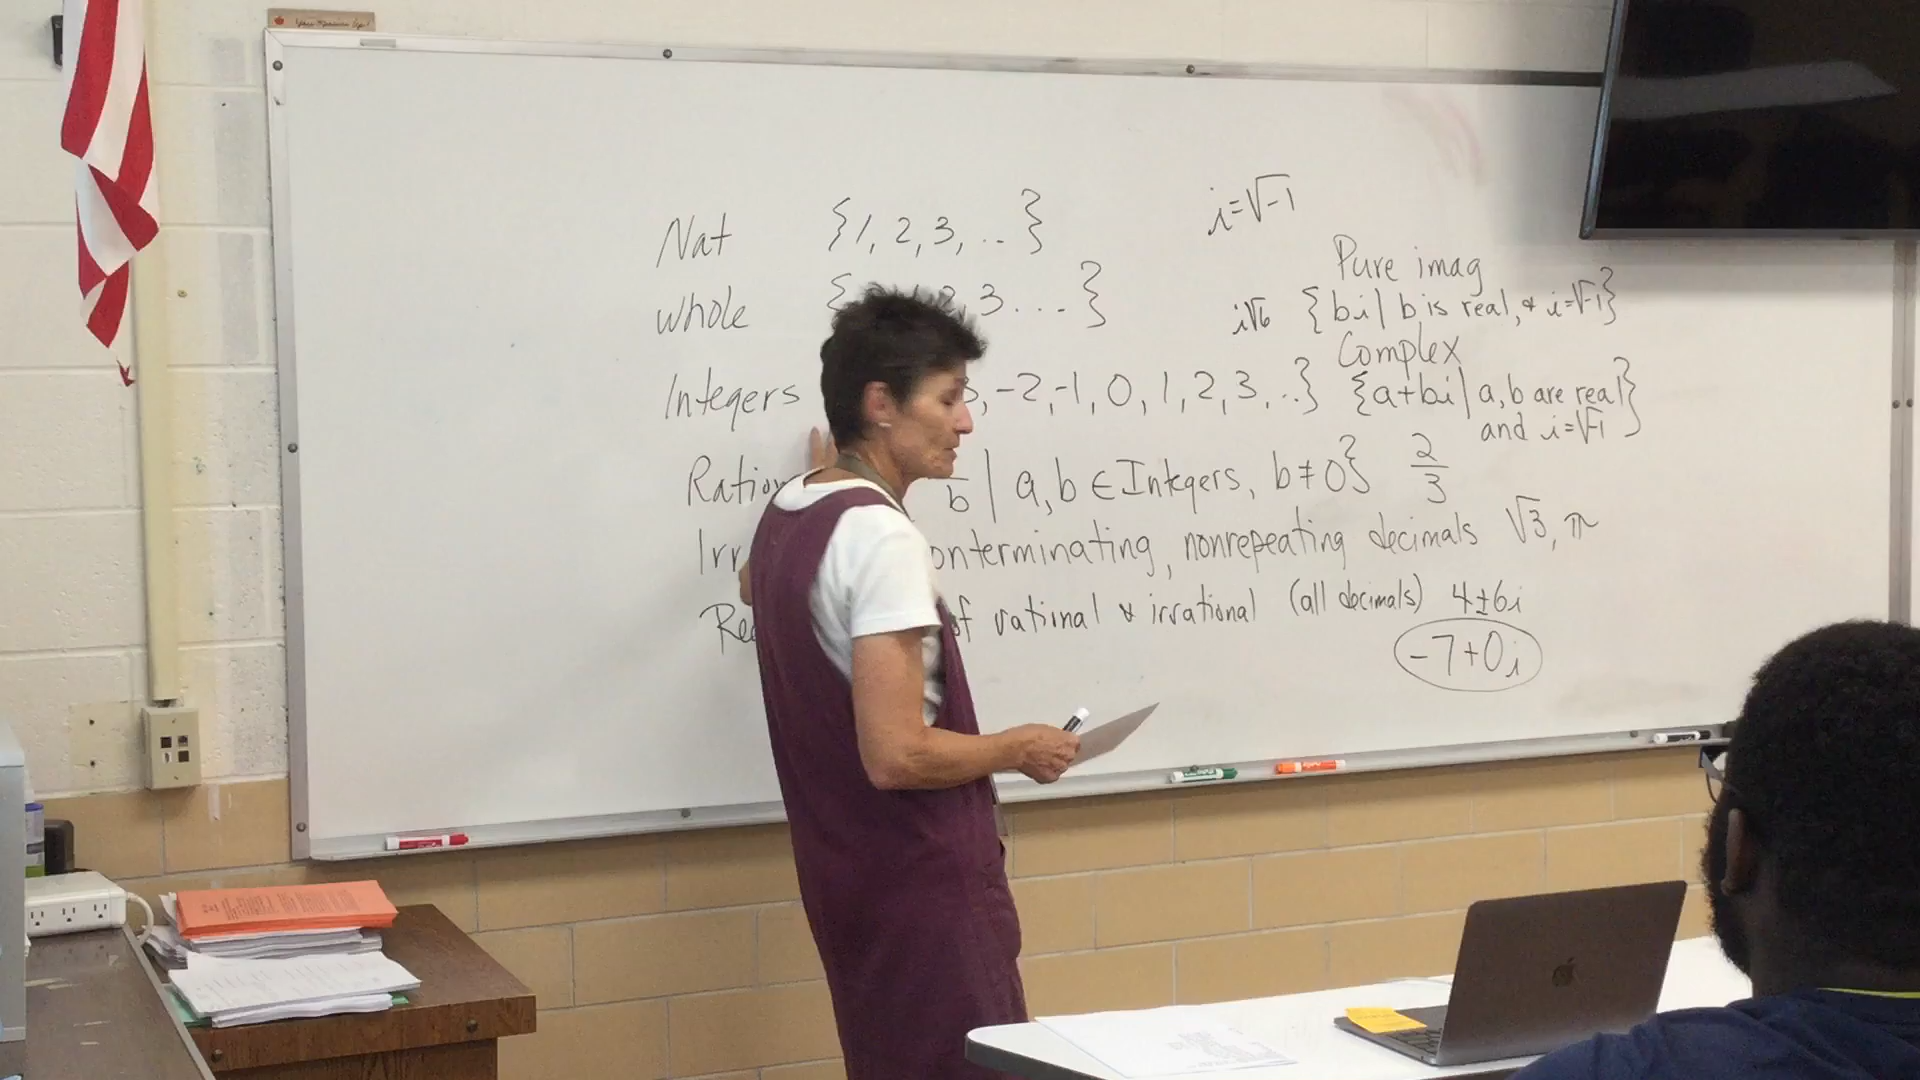 Nat {1, 2, 3, ..}
i=√-1
Pure imag
whole { 3 . . . }
i√6 {bi | b is real, & i=√-1}
Complex
Integers 3, -2, -1, 0, 1, 2, 3, ..}
{a+bi | a, b are real}
and i=√-1
b | a, b ∈ Integers, b ≠ 0} 2/3
onterminating, nonrepeating decimals √3, π
of rational & irrational (all decimals) 4±6i
-7+0i